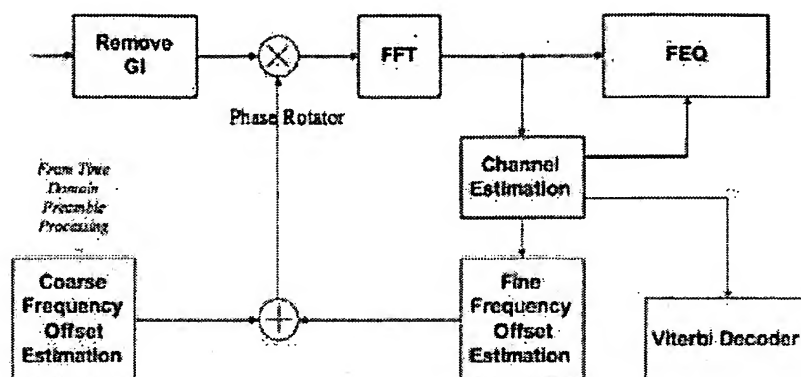 Remove
GI
FFT
FEQ
Phase Rotator
Channel
Estimation
From Time
Domain
Preamble
Processing
Coarse
Frequency
Offset
Estimation
Fine
Frequency
Offset
Estimation
Viterbi Decoder